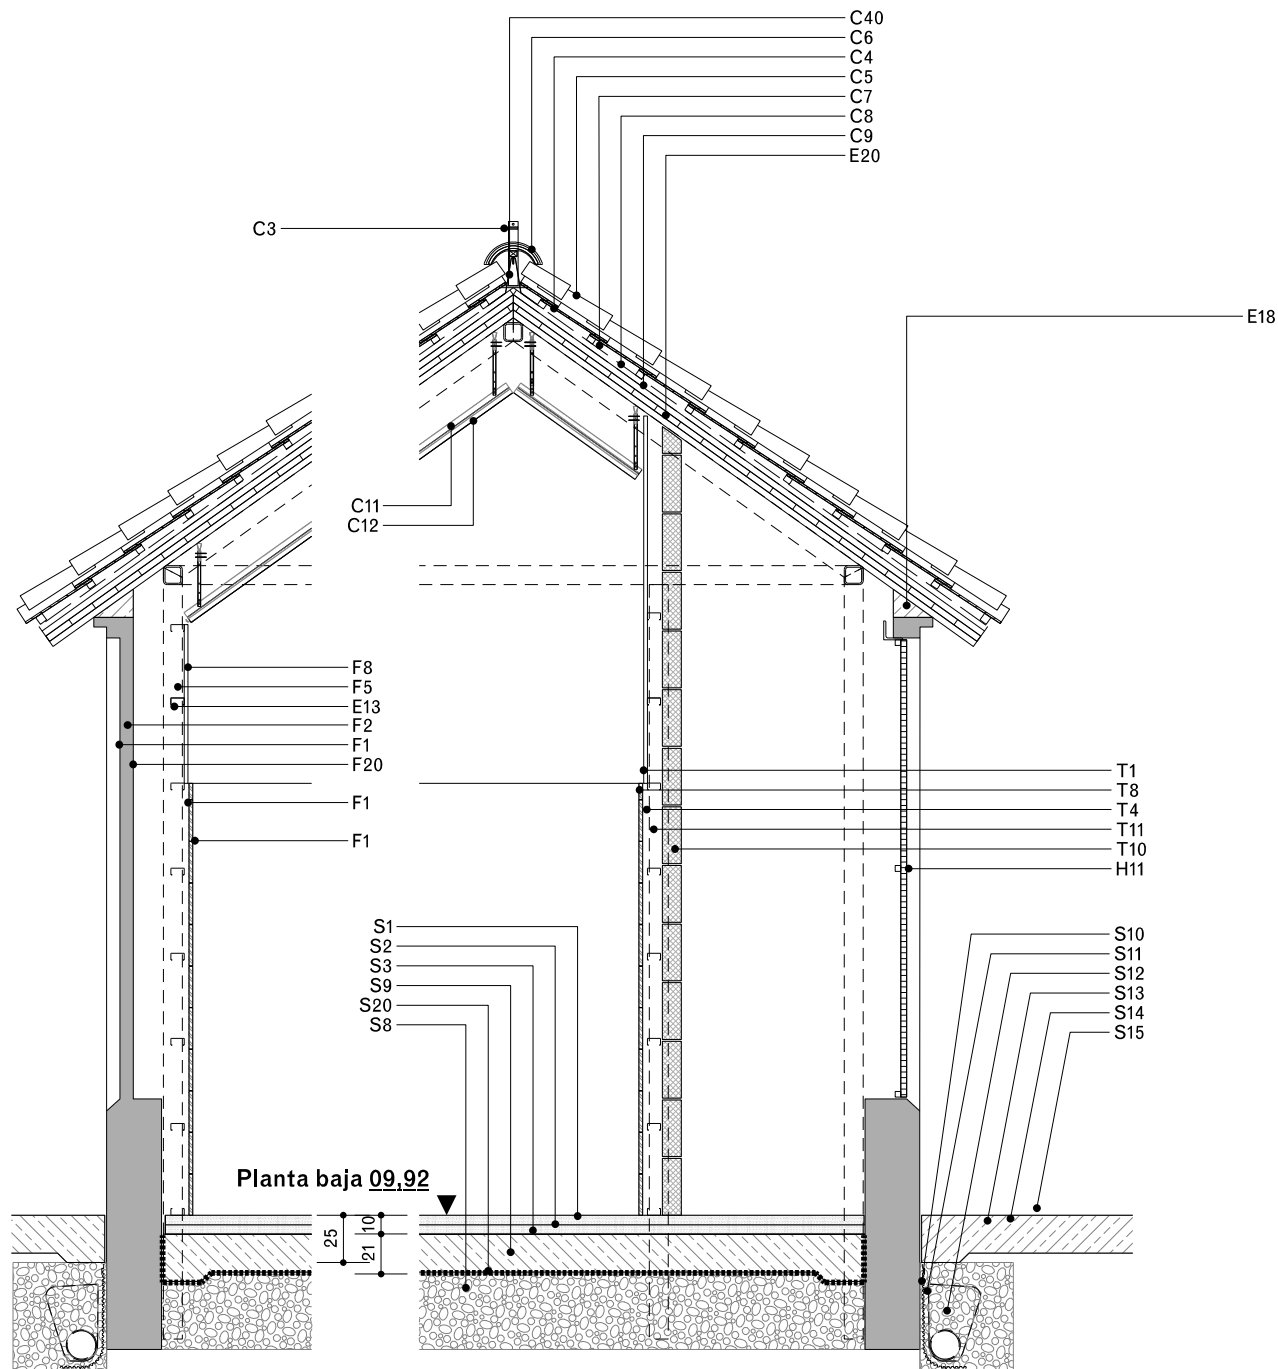 C40
C6
C4
C5
C7
C8
C9
E20
C3
E18
C11
C12
F8
F5
E13
F2
F1
F20
F1
F1
T1
T8
T4
T11
T10
H11
S1
S2
S3
S9
S20
S8
S10
S11
S12
S13
S14
S15
Planta baja 09,92
25
10
21